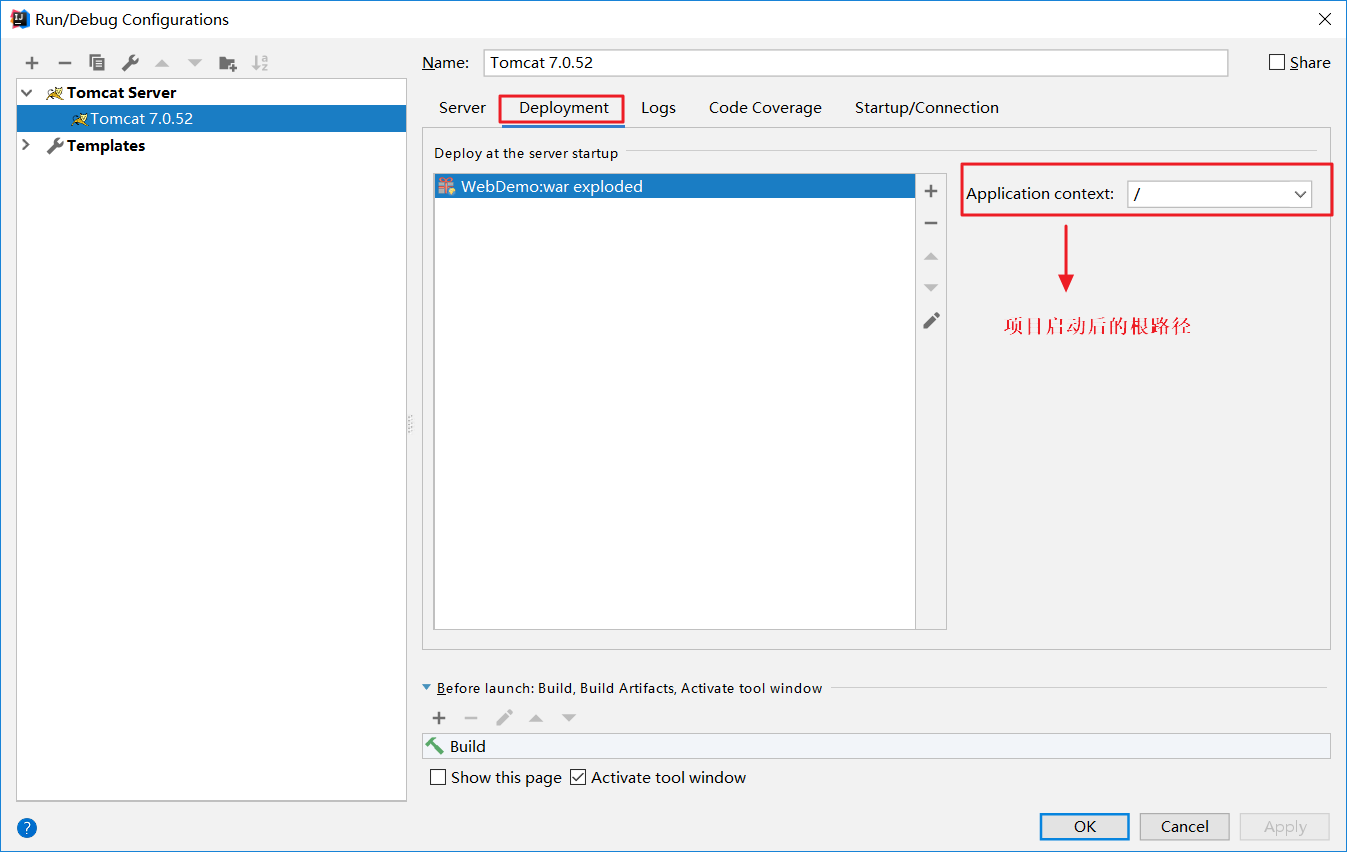 Run/Debug Configurations
Name: Tomcat 7.0.52
Share
Tomcat Server
Tomcat 7.0.52
Templates
Server Deployment Logs Code Coverage Startup/Connection
Deploy at the server startup
WebDemo:war exploded
Application context: /
项目启动后的根路径
Before launch: Build, Build Artifacts, Activate tool window
Build
Show this page Activate tool window
?
OK Cancel Apply